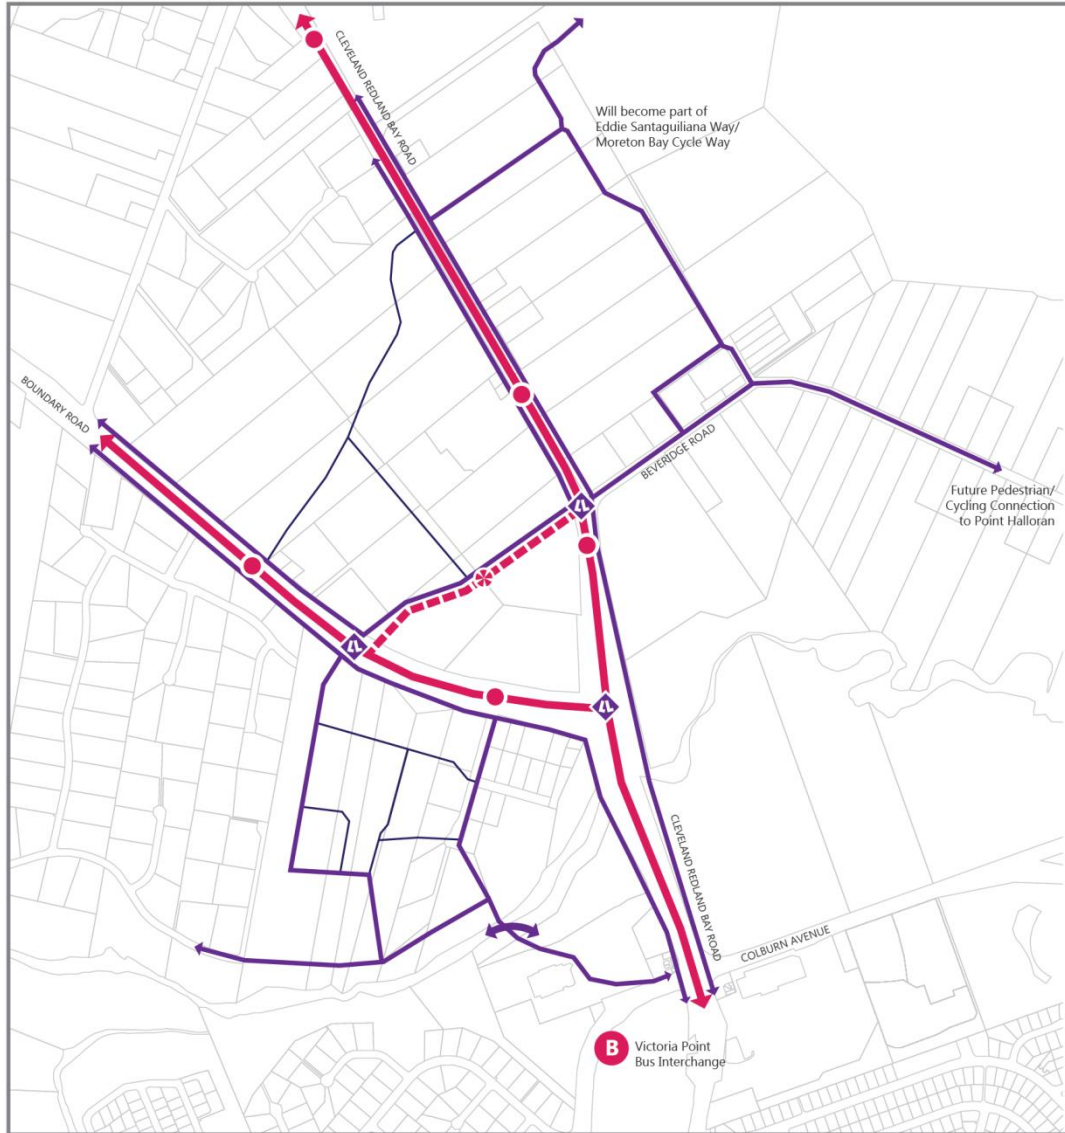 CLEVELAND REDLAND BAY ROAD
Will become part of
Eddie Santaguiliana Way/
Moreton Bay Cycle Way
BOUNDARY ROAD
BEVERIDGE ROAD
Future Pedestrian/
Cycling Connection
to Point Halloran
CLEVELAND REDLAND BAY ROAD
COLBURN AVENUE
B
Victoria Point
Bus Interchange